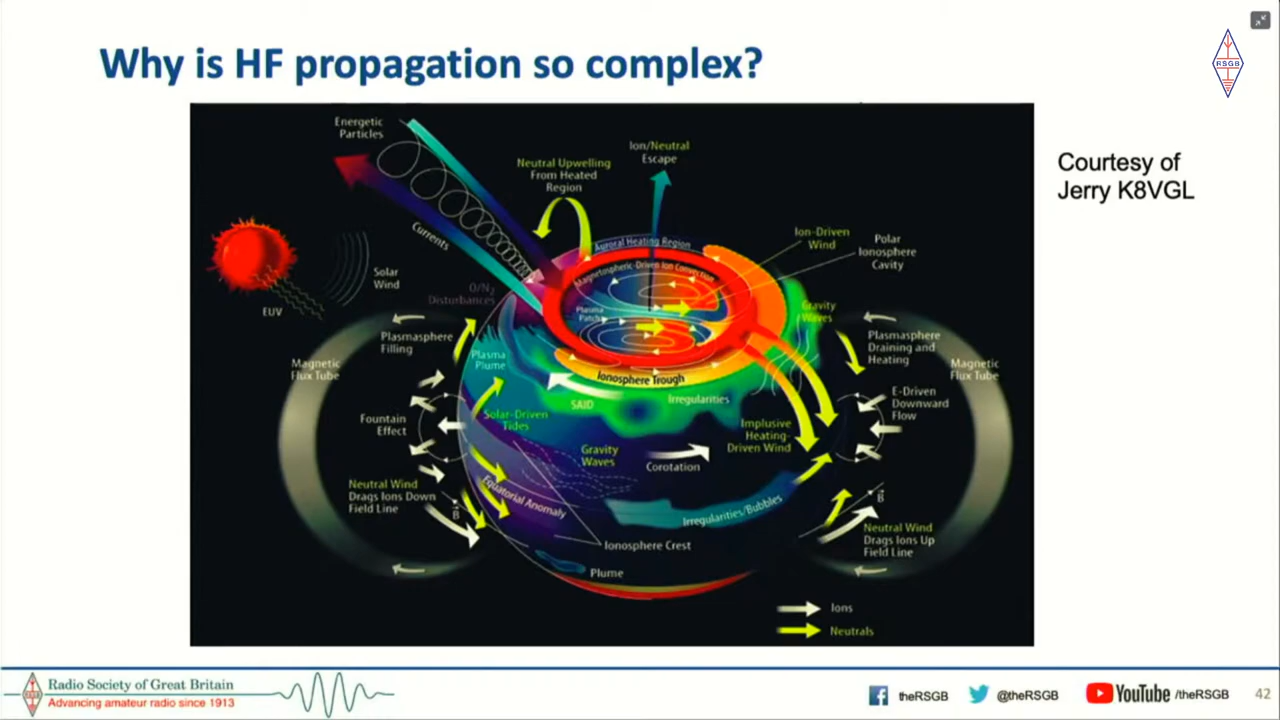 Why is HF propagation so complex?
RSGB
Courtesy of
Jerry K8VGL
Energetic
Particles
Currents
Neutral Upwelling
From Heated
Region
Ion/Neutral
Escape
Auroral Heating Region
Magnetospheric-Driven Ion Convection
Ion-Driven
Wind
Polar
Ionosphere
Cavity
Solar
Wind
EUV
O/N₂
Disturbances
Plasma
Patch
Gravity
Waves
Plasmasphere
Filling
Plasma
Plume
Plasmasphere
Draining and
Heating
Magnetic
Flux Tube
Magnetic
Flux Tube
Ionosphere Trough
SAID
Irregularities
E-Driven
Downward
Flow
Fountain
Effect
Solar-Driven
Tides
Implusive
Heating-
Driven Wind
Gravity
Waves
Corotation
Neutral Wind
Drags Ions Down
Field Line
B
Equatorial Anomaly
Irregularities/Bubbles
B
Neutral Wind
Drags Ions Up
Field Line
Ionosphere Crest
Plume
Ions
Neutrals
RSGB
Radio Society of Great Britain
Advancing amateur radio since 1913
theRSGB
@theRSGB
YouTube /theRSGB
42